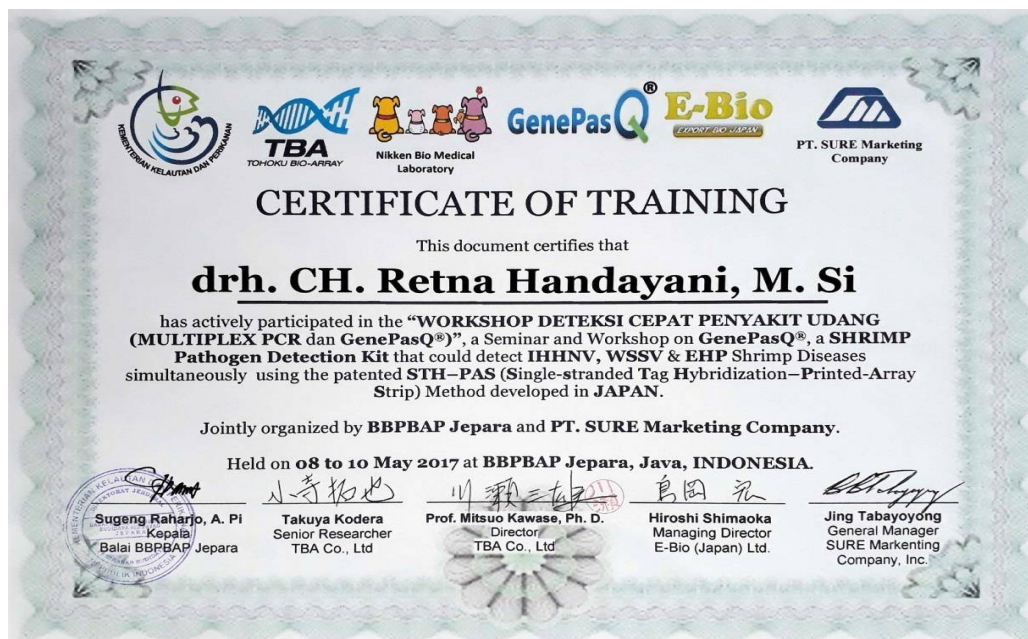 KEMENTERIAN KELAUTAN DAN PERIKANAN
TBA
TOHOKU BIO-ARRAY
Nikken Bio Medical
Laboratory
GenePasQ®
E-Bio
EXPORT BIO JAPAN
PT. SURE Marketing
Company
CERTIFICATE OF TRAINING
This document certifies that
drh. CH. Retna Handayani, M. Si
has actively participated in the “WORKSHOP DETEKSI CEPAT PENYAKIT UDANG
(MULTIPLEX PCR dan GenePasQ®)”, a Seminar and Workshop on GenePasQ®, a SHRIMP
Pathogen Detection Kit that could detect IHHNV, WSSV & EHP Shrimp Diseases
simultaneously using the patented STH–PAS (Single-stranded Tag Hybridization–Printed-Array
Strip) Method developed in JAPAN.
Jointly organized by BBPBAP Jepara and PT. SURE Marketing Company.
Held on 08 to 10 May 2017 at BBPBAP Jepara, Java, INDONESIA.
小寺拓也
川瀬三雄
島岡 宏
Sugeng Raharjo, A. Pi
Kepala
Balai BBPBAP Jepara
Takuya Kodera
Senior Researcher
TBA Co., Ltd
Prof. Mitsuo Kawase, Ph. D.
Director
TBA Co., Ltd
Hiroshi Shimaoka
Managing Director
E-Bio (Japan) Ltd.
Jing Tabayoyong
General Manager
SURE Markenting
Company, Inc.